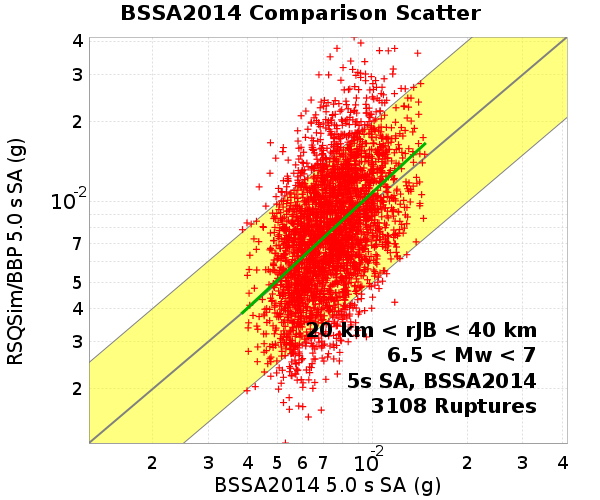 BSSA2014 Comparison Scatter
RSQSim/BBP 5.0 s SA (g)
4
3
2
10-2
7
5
4
3
2
20 km < rJB < 40 km
6.5 < Mw < 7
5s SA, BSSA2014
3108 Ruptures
2 3 4 5 6 7 10-2 2 3 4
BSSA2014 5.0 s SA (g)